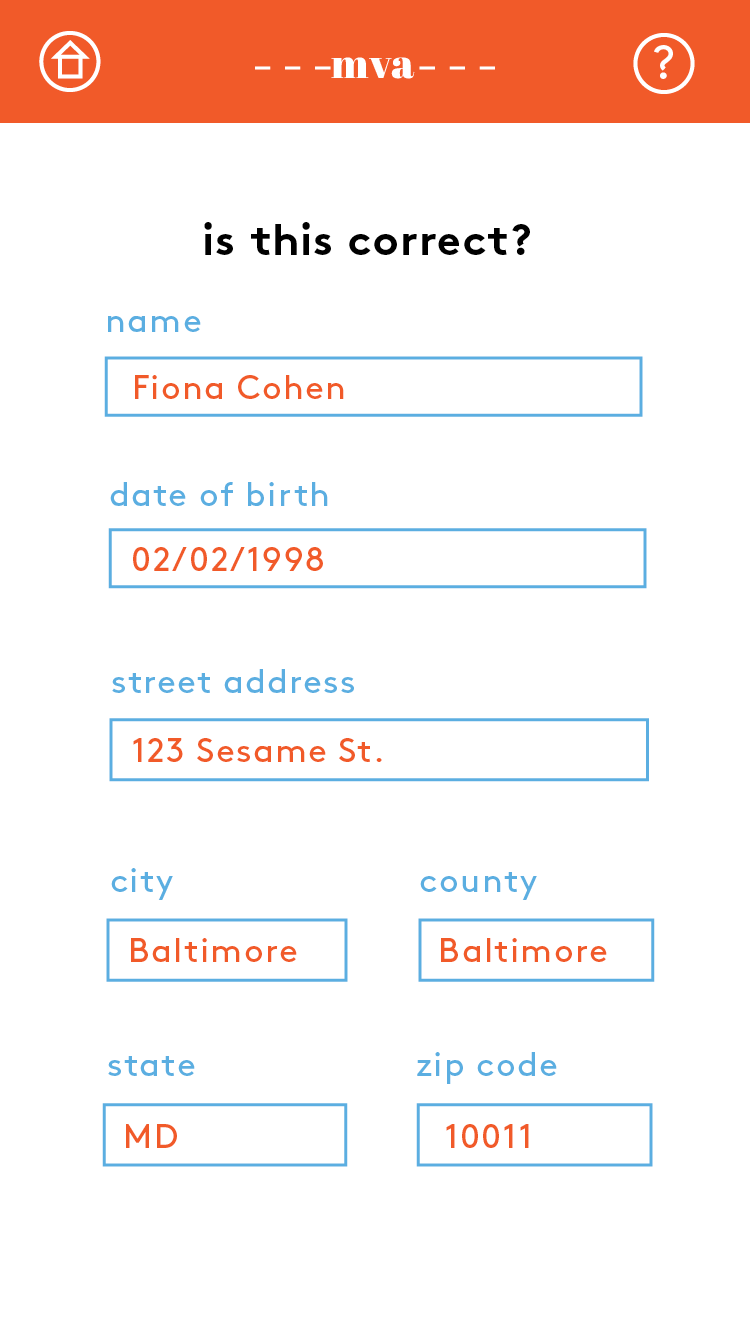 - - -mva- - -
?
is this correct?
name
Fiona Cohen
date of birth
02/02/1998
street address
123 Sesame St.
city county
Baltimore Baltimore
state zip code
MD 10011